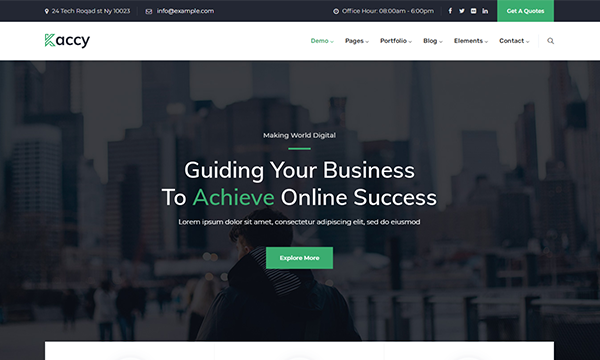 24 Tech Roqad st Ny 10023
info@example.com
Office Hour: 08:00am - 6:00pm
Get A Quotes
Kaccy
Demo
Pages
Portfolio
Blog
Elements
Contact
Making World Digital
Guiding Your Business
To Achieve Online Success
Lorem ipsum dolor sit amet, consectetur adipiscing elit, sed do eiusmod
Explore More